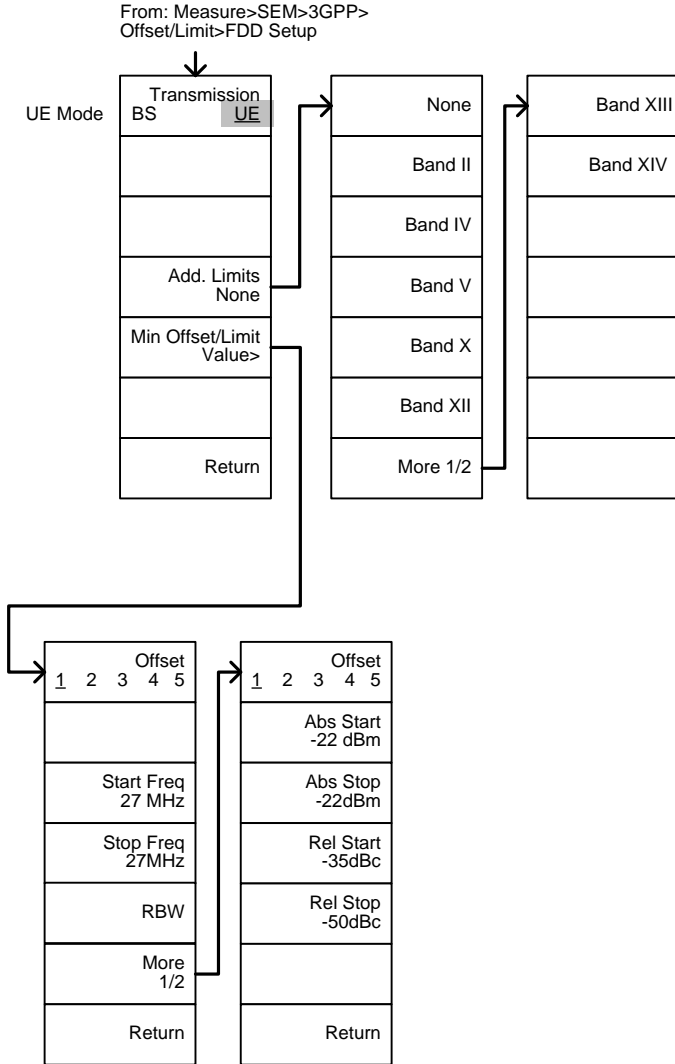 From: Measure>SEM>3GPP>
Offset/Limit>FDD Setup
UE Mode
Transmission
BS UE
Add. Limits
None
Min Offset/Limit
Value>
Return
None
Band II
Band IV
Band V
Band X
Band XII
More 1/2
Band XIII
Band XIV
Offset
1 2 3 4 5
Start Freq
27 MHz
Stop Freq
27MHz
RBW
More
1/2
Return
Offset
1 2 3 4 5
Abs Start
-22 dBm
Abs Stop
-22dBm
Rel Start
-35dBc
Rel Stop
-50dBc
Return